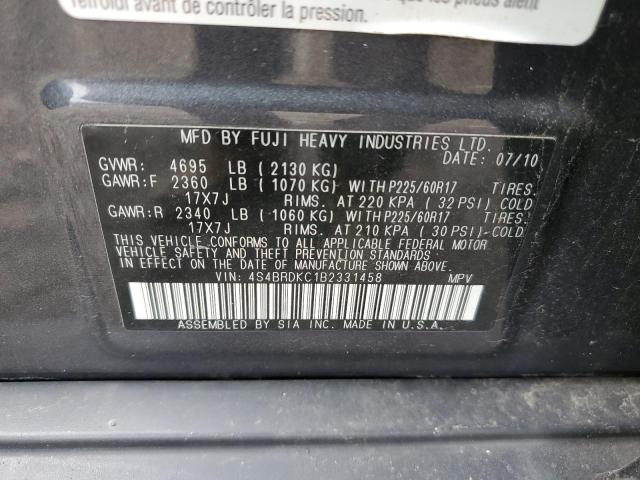 refroidi avant de contrôler la pression.
que les pneus aient
MFD BY FUJI HEAVY INDUSTRIES LTD.
DATE: 07/10
GVWR: 4695 LB (2130 KG)
GAWR:F 2360 LB (1070 KG) WITH P225/60R17 TIRES.
17X7J RIMS. AT 220 KPA (32 PSI) COLD
GAWR:R 2340 LB (1060 KG) WITH P225/60R17 TIRES.
17X7J RIMS. AT 210 KPA (30 PSI) COLD
THIS VEHICLE CONFORMS TO ALL APPLICABLE FEDERAL MOTOR
VEHICLE SAFETY AND THEFT PREVENTION STANDARDS
IN EFFECT ON THE DATE OF MANUFACTURE SHOWN ABOVE.
VIN: 4S4BRDKC1B2331458 MPV
ASSEMBLED BY SIA INC. MADE IN U.S.A.